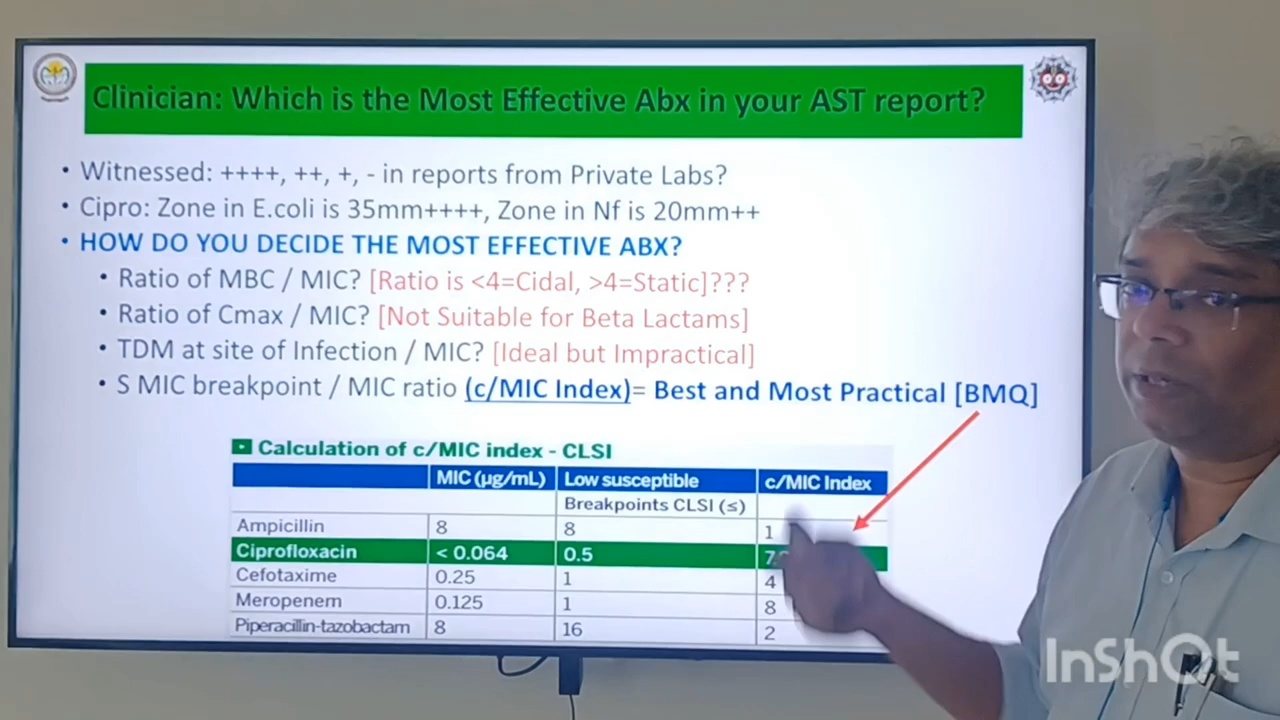 Clinician: Which is the Most Effective Abx in your AST report?
• Witnessed: ++++, ++, +, - in reports from Private Labs?
• Cipro: Zone in E.coli is 35mm++++, Zone in Nf is 20mm++
• HOW DO YOU DECIDE THE MOST EFFECTIVE ABX?
• Ratio of MBC / MIC? [Ratio is <4=Cidal, >4=Static]???
• Ratio of Cmax / MIC? [Not Suitable for Beta Lactams]
• TDM at site of Infection / MIC? [Ideal but Impractical]
• S MIC breakpoint / MIC ratio (c/MIC Index)= Best and Most Practical [BMQ]
Calculation of c/MIC index - CLSI
MIC (µg/mL) Low susceptible c/MIC Index
Breakpoints CLSI (≤)
Ampicillin 8 8 1
Ciprofloxacin < 0.064 0.5
Cefotaxime 0.25 1 4
Meropenem 0.125 1 8
Piperacillin-tazobactam 8 16 2
InShOt